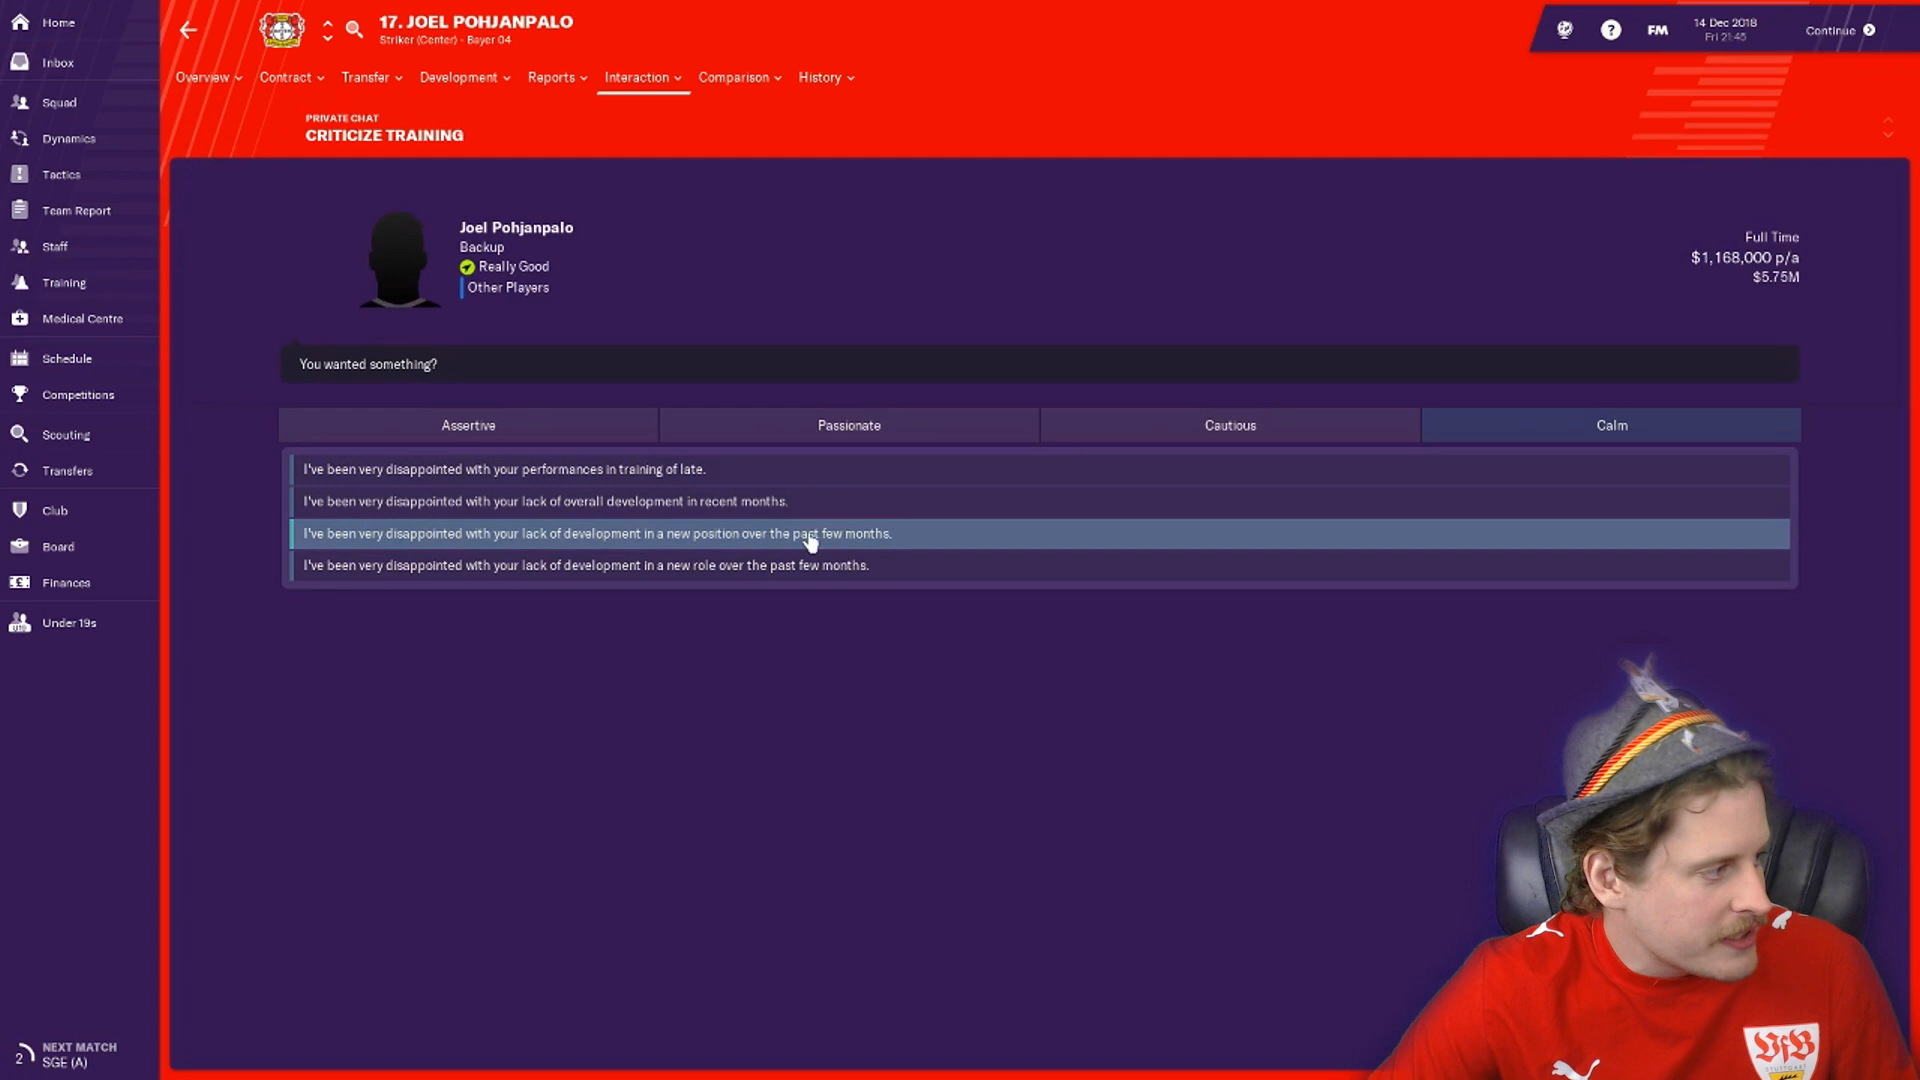 Home
Inbox
Squad
Dynamics
Tactics
Team Report
Staff
Training
Medical Centre
Schedule
Competitions
Scouting
Transfers
Club
Board
Finances
Under 19s
2
NEXT MATCH
SGE (A)
17. JOEL POHJANPALO
Striker (Center) - Bayer 04
FM
14 Dec 2018
Fri 21:45
Continue
Overview
Contract
Transfer
Development
Reports
Interaction
Comparison
History
PRIVATE CHAT
CRITICIZE TRAINING
Joel Pohjanpalo
Backup
Really Good
Other Players
Full Time
$1,168,000 p/a
$5.75M
You wanted something?
Assertive
Passionate
Cautious
Calm
I've been very disappointed with your performances in training of late.
I've been very disappointed with your lack of overall development in recent months.
I've been very disappointed with your lack of development in a new position over the past few months.
I've been very disappointed with your lack of development in a new role over the past few months.
VfB
STUTTGART